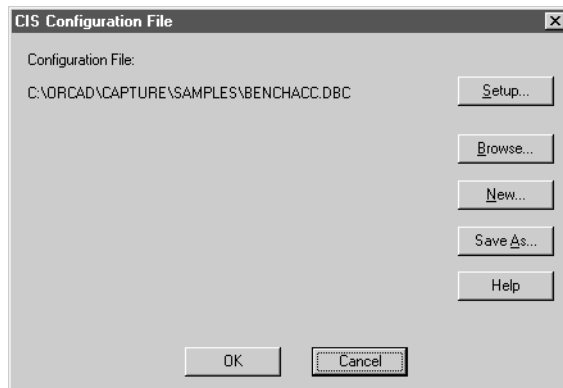 CIS Configuration File
Configuration File:
C:\ORCAD\CAPTURE\SAMPLES\BENCHACC.DBC
Setup...
Browse...
New...
Save As...
Help
OK
Cancel